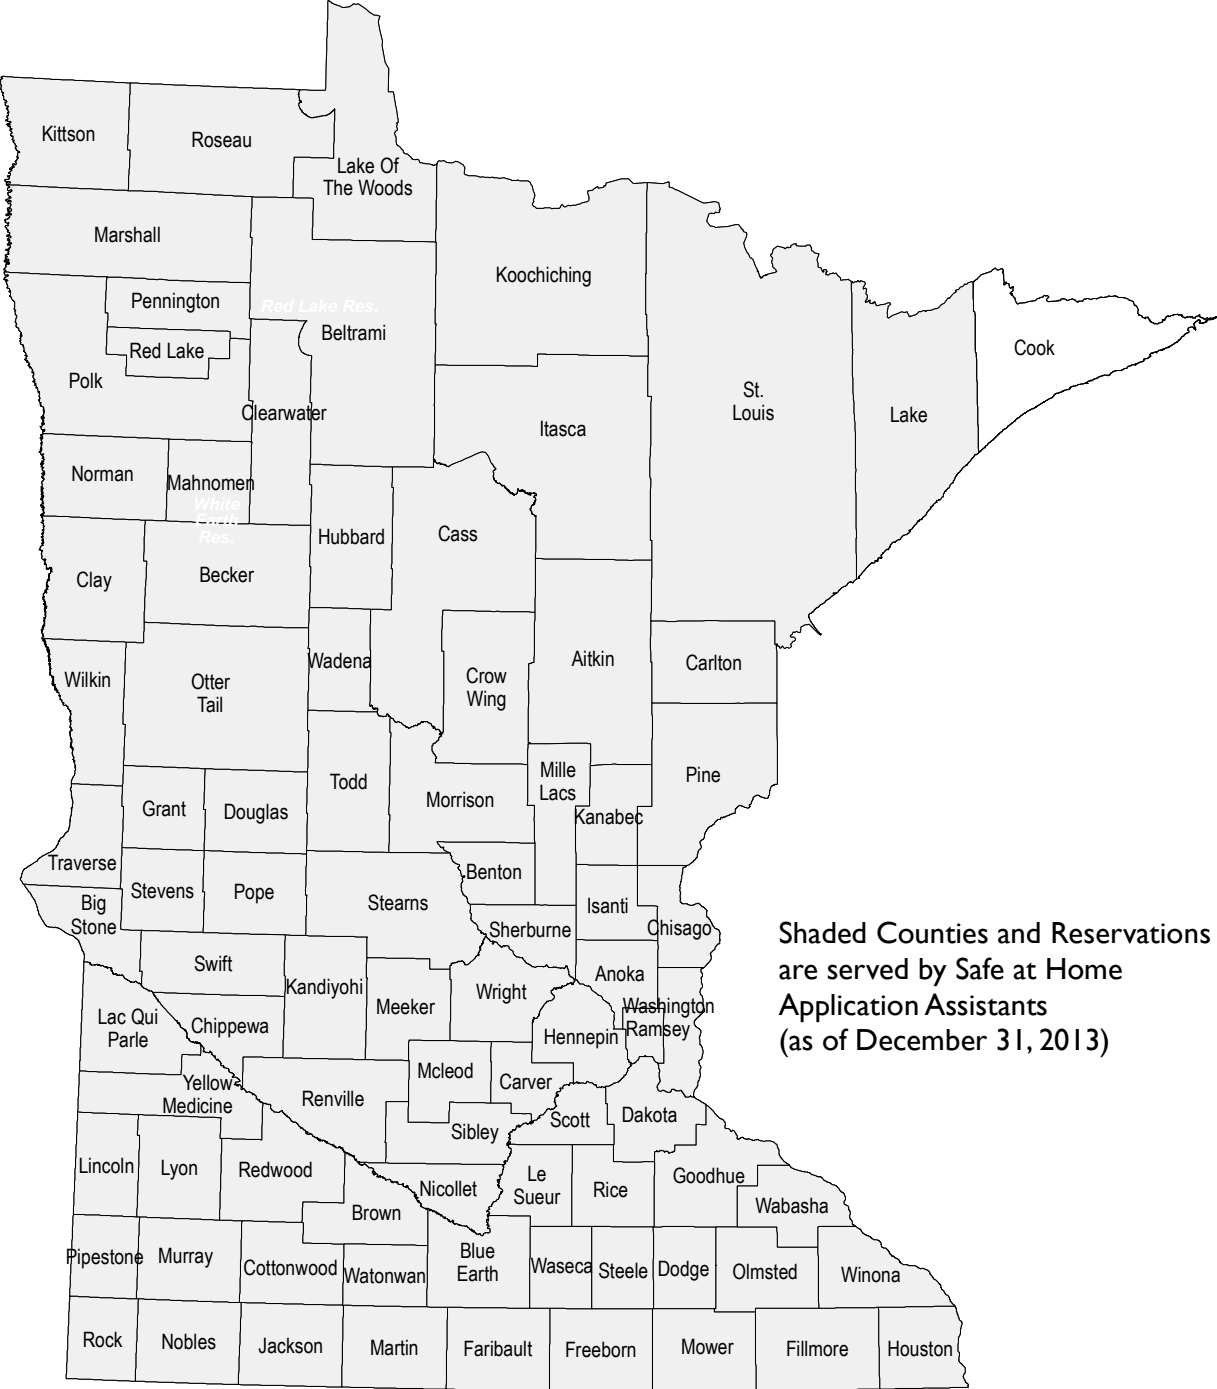 Kittson
Roseau
Lake Of
The Woods
Marshall
Koochiching
Pennington
Red Lake Res.
Beltrami
Red Lake
Cook
Polk
St.
Louis
Clearwater
Lake
Itasca
Norman
Mahnomen
White
Earth
Res.
Hubbard
Cass
Clay
Becker
Wadena
Aitkin
Carlton
Wilkin
Otter
Tail
Crow
Wing
Mille
Lacs
Pine
Todd
Morrison
Grant
Douglas
Kanabec
Traverse
Benton
Stevens
Pope
Stearns
Isanti
Big
Stone
Sherburne
Chisago
Shaded Counties and Reservations
are served by Safe at Home
Application Assistants
(as of December 31, 2013)
Swift
Kandiyohi
Anoka
Meeker
Wright
Washington
Lac Qui
Parle
Chippewa
Hennepin
Ramsey
Mcleod
Carver
Yellow
Medicine
Renville
Scott
Dakota
Sibley
Lincoln
Lyon
Redwood
Nicollet
Le
Sueur
Rice
Goodhue
Brown
Wabasha
Pipestone
Murray
Cottonwood
Watonwan
Blue
Earth
Waseca
Steele
Dodge
Olmsted
Winona
Rock
Nobles
Jackson
Martin
Faribault
Freeborn
Mower
Fillmore
Houston